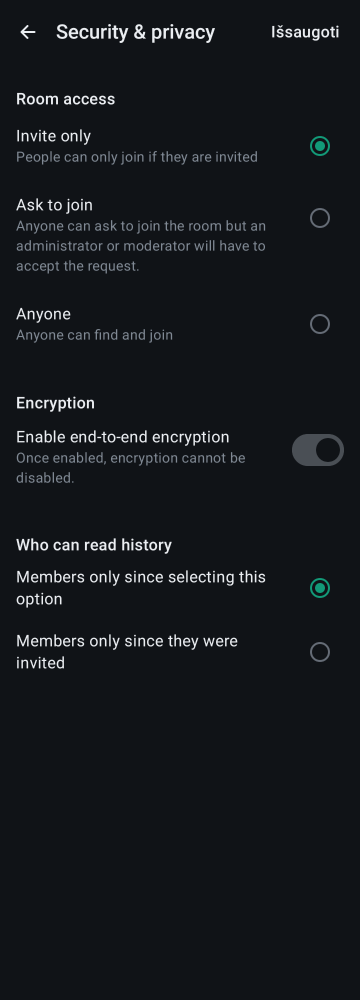 Security & privacy
Išsaugoti
Room access
Invite only
People can only join if they are invited
Ask to join
Anyone can ask to join the room but an
administrator or moderator will have to
accept the request.
Anyone
Anyone can find and join
Encryption
Enable end-to-end encryption
Once enabled, encryption cannot be
disabled.
Who can read history
Members only since selecting this
option
Members only since they were
invited